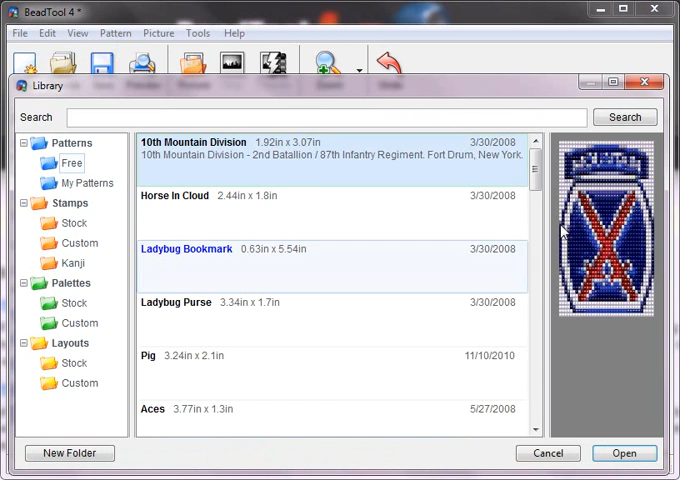 BeadTool 4 *
File Edit View Pattern Picture Tools Help
Library
Search Search
Patterns
Free
My Patterns
Stamps
Stock
Custom
Kanji
Palettes
Stock
Custom
Layouts
Stock
Custom
10th Mountain Division 1.92in x 3.07in 3/30/2008
10th Mountain Division - 2nd Batallion / 87th Infantry Regiment. Fort Drum, New York.
Horse In Cloud 2.44in x 1.8in 3/30/2008
Ladybug Bookmark 0.63in x 5.54in 3/30/2008
Ladybug Purse 3.34in x 1.7in 3/30/2008
Pig 3.24in x 2.1in 11/10/2010
Aces 3.77in x 1.3in 5/27/2008
New Folder Cancel Open